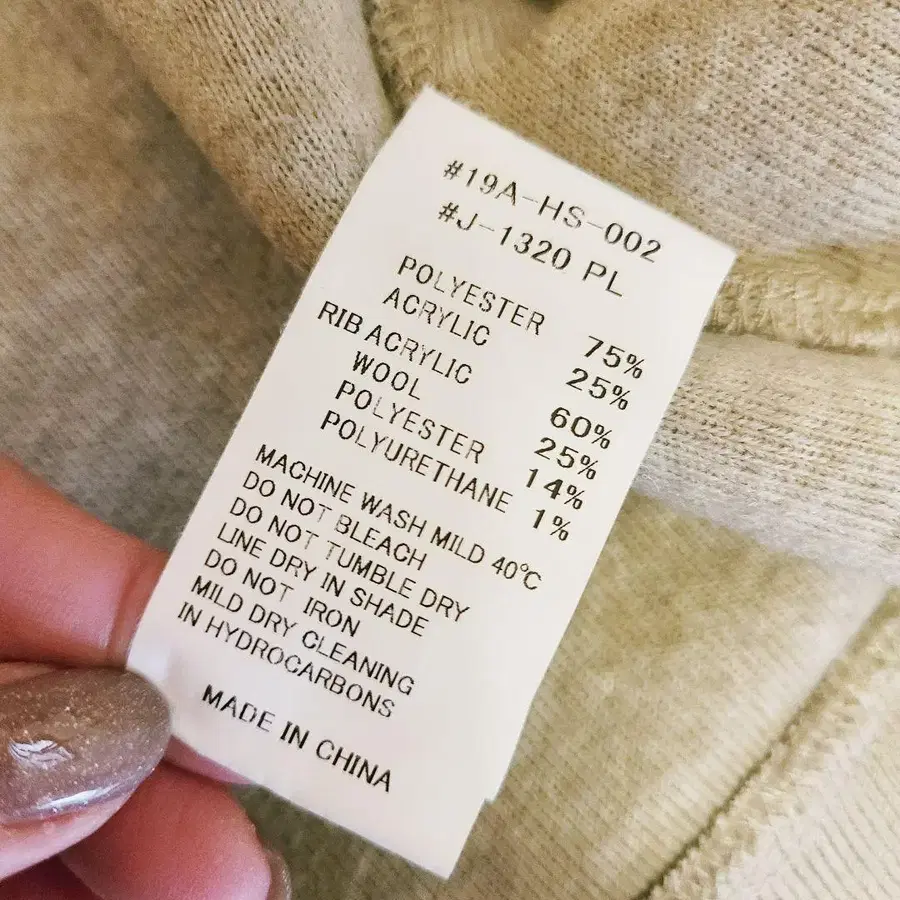 #19A-HS-002
#J-1320 PL
POLYESTER 75%
ACRYLIC 25%
RIB ACRYLIC 60%
WOOL 25%
POLYESTER 14%
POLYURETHANE 1%
MACHINE WASH MILD 40℃
DO NOT BLEACH
DO NOT TUMBLE DRY
LINE DRY IN SHADE
DO NOT IRON
MILD DRY CLEANING
IN HYDROCARBONS
MADE IN CHINA